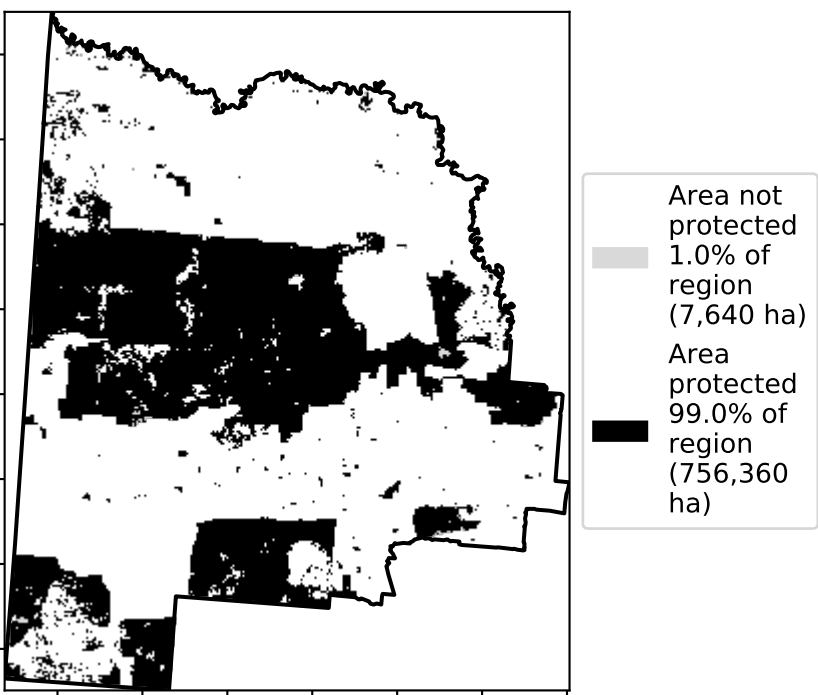 Area not
protected
1.0% of
region
(7,640 ha)
Area
protected
99.0% of
region
(756,360
ha)